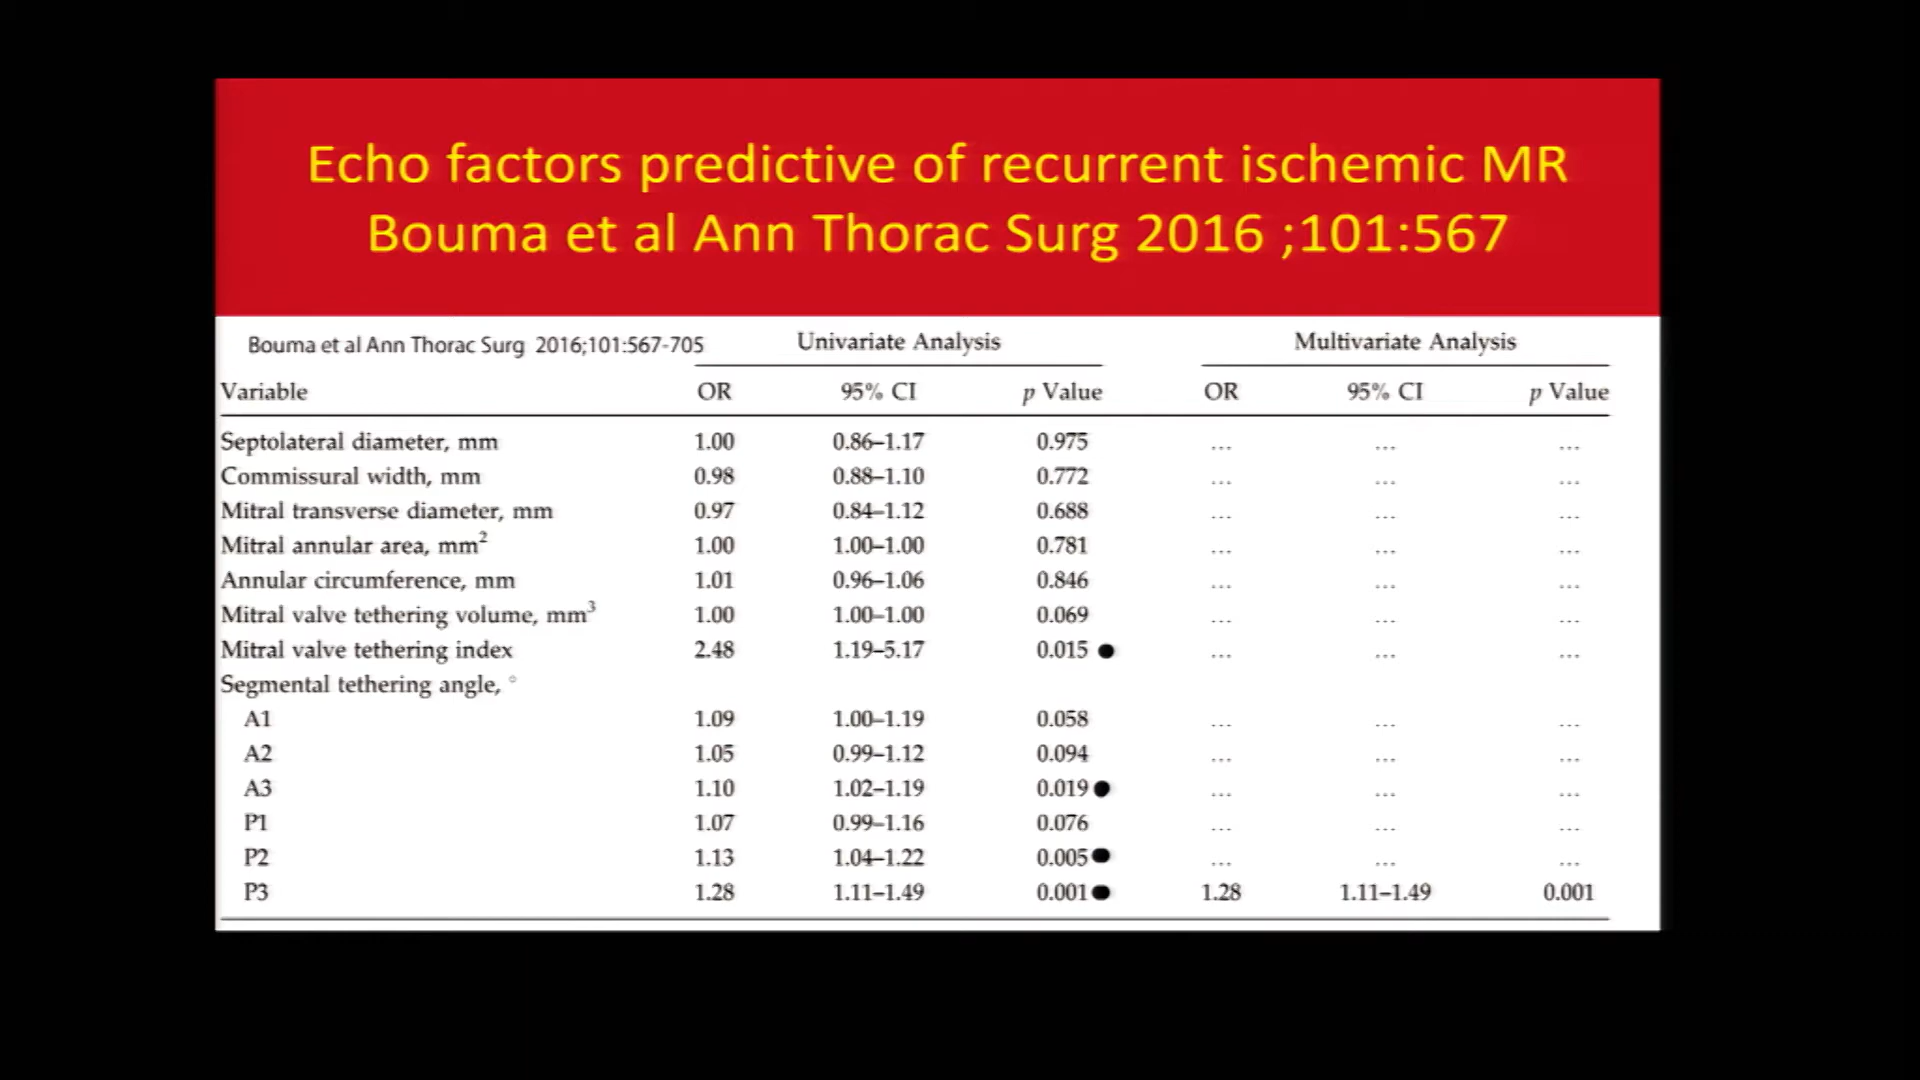 Echo factors predictive of recurrent ischemic MR
Bouma et al Ann Thorac Surg 2016 ;101:567
Bouma et al Ann Thorac Surg 2016;101:567-705 Univariate Analysis Multivariate Analysis
Variable OR 95% CI p Value OR 95% CI p Value
Septolateral diameter, mm 1.00 0.86–1.17 0.975 ... ... ...
Commissural width, mm 0.98 0.88–1.10 0.772 ... ... ...
Mitral transverse diameter, mm 0.97 0.84–1.12 0.688 ... ... ...
Mitral annular area, mm² 1.00 1.00–1.00 0.781 ... ... ...
Annular circumference, mm 1.01 0.96–1.06 0.846 ... ... ...
Mitral valve tethering volume, mm³ 1.00 1.00–1.00 0.069 ... ... ...
Mitral valve tethering index 2.48 1.19–5.17 0.015 ● ... ... ...
Segmental tethering angle, °
A1 1.09 1.00–1.19 0.058 ... ... ...
A2 1.05 0.99–1.12 0.094 ... ... ...
A3 1.10 1.02–1.19 0.019 ● ... ... ...
P1 1.07 0.99–1.16 0.076 ... ... ...
P2 1.13 1.04–1.22 0.005 ● ... ... ...
P3 1.28 1.11–1.49 0.001 ● 1.28 1.11–1.49 0.001